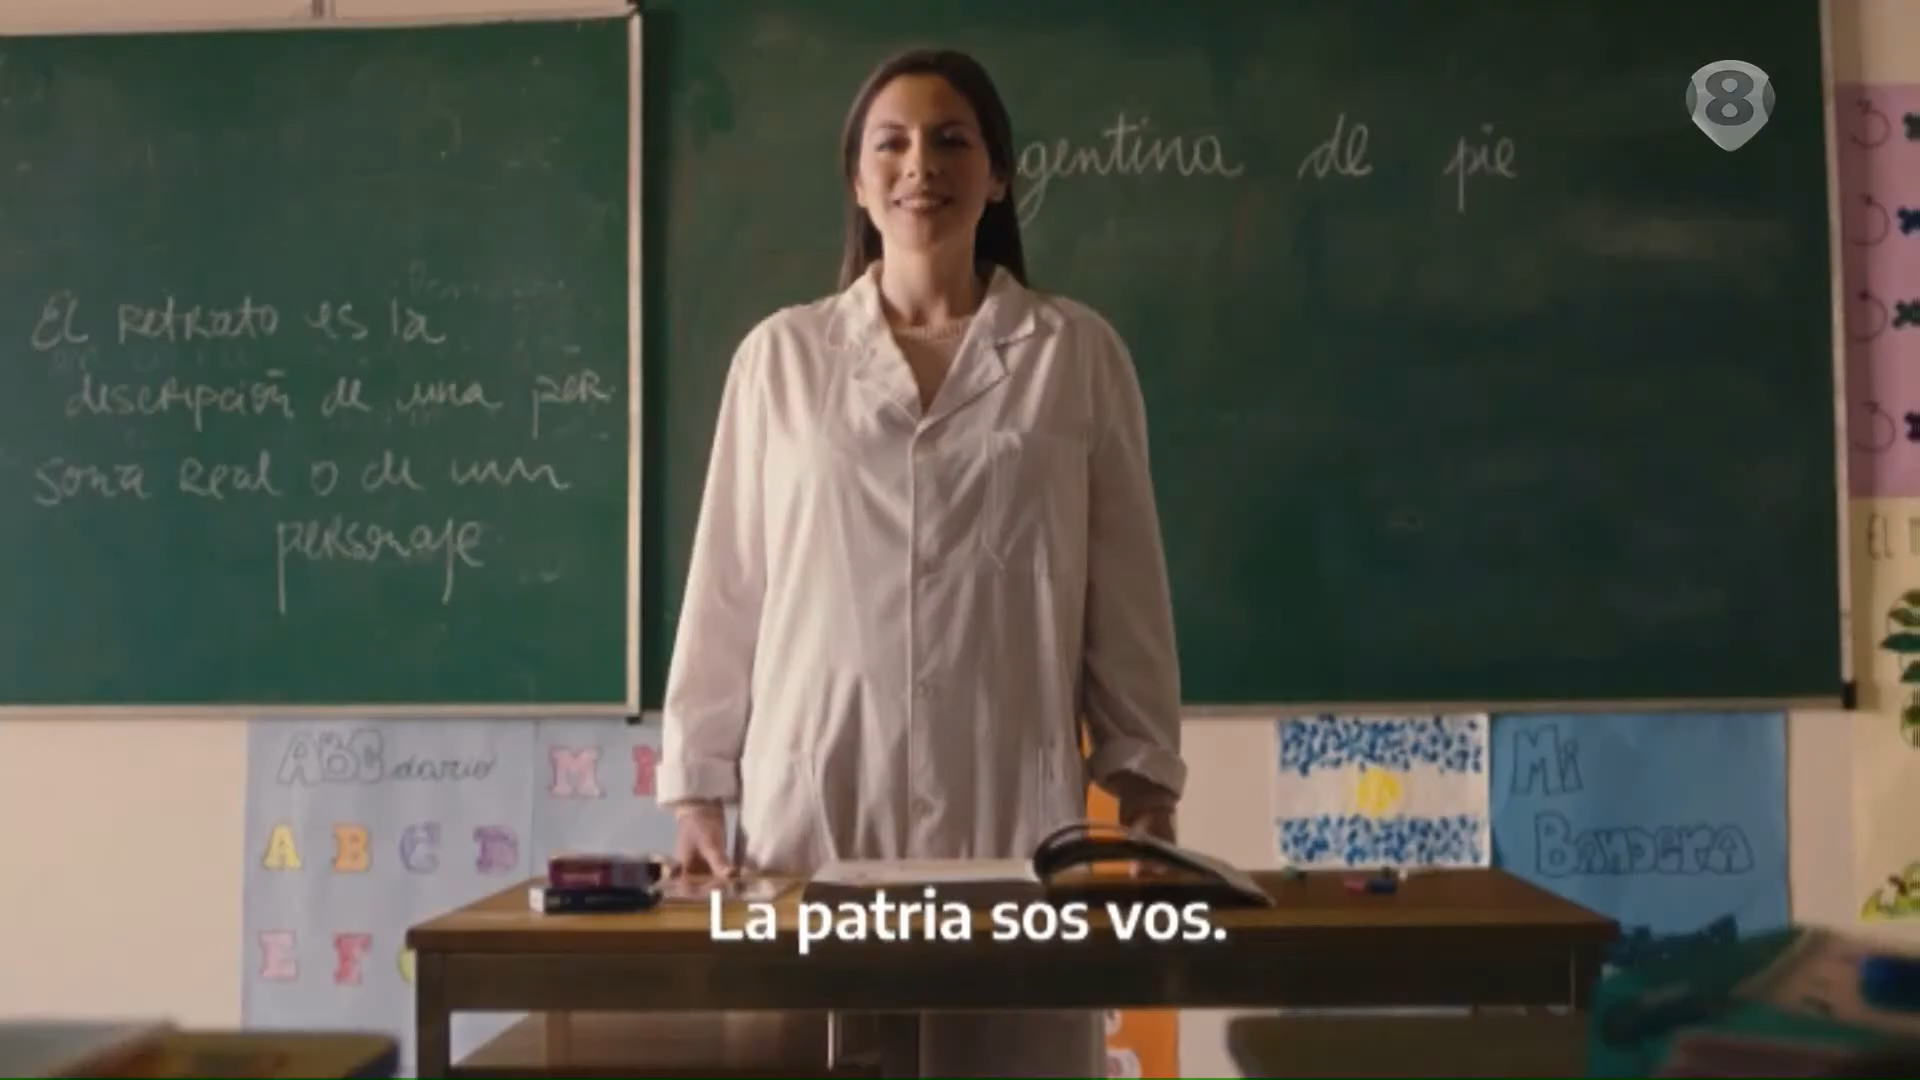 El retrato es la
descripción de una per-
sona real o de un
personaje
gentina de pie
8
ABCdario
A B C D
E F
M
Mi
Bandera
EL
La patria sos vos.